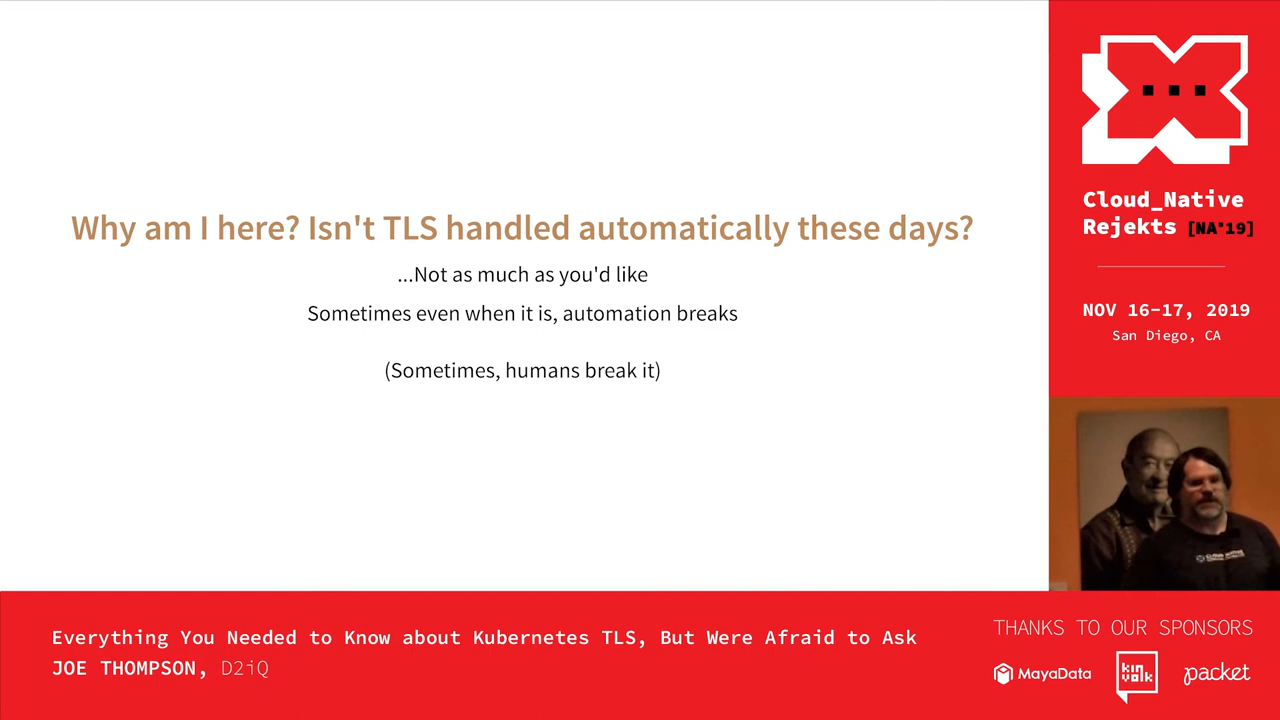 Why am I here? Isn't TLS handled automatically these days?
...Not as much as you'd like
Sometimes even when it is, automation breaks
(Sometimes, humans break it)
Cloud_Native
Rejekts [NA'19]
NOV 16-17, 2019
San Diego, CA
Everything You Needed to Know about Kubernetes TLS, But Were Afraid to Ask
JOE THOMPSON, D2iQ
THANKS TO OUR SPONSORS
MayaData
kin
volk
packet